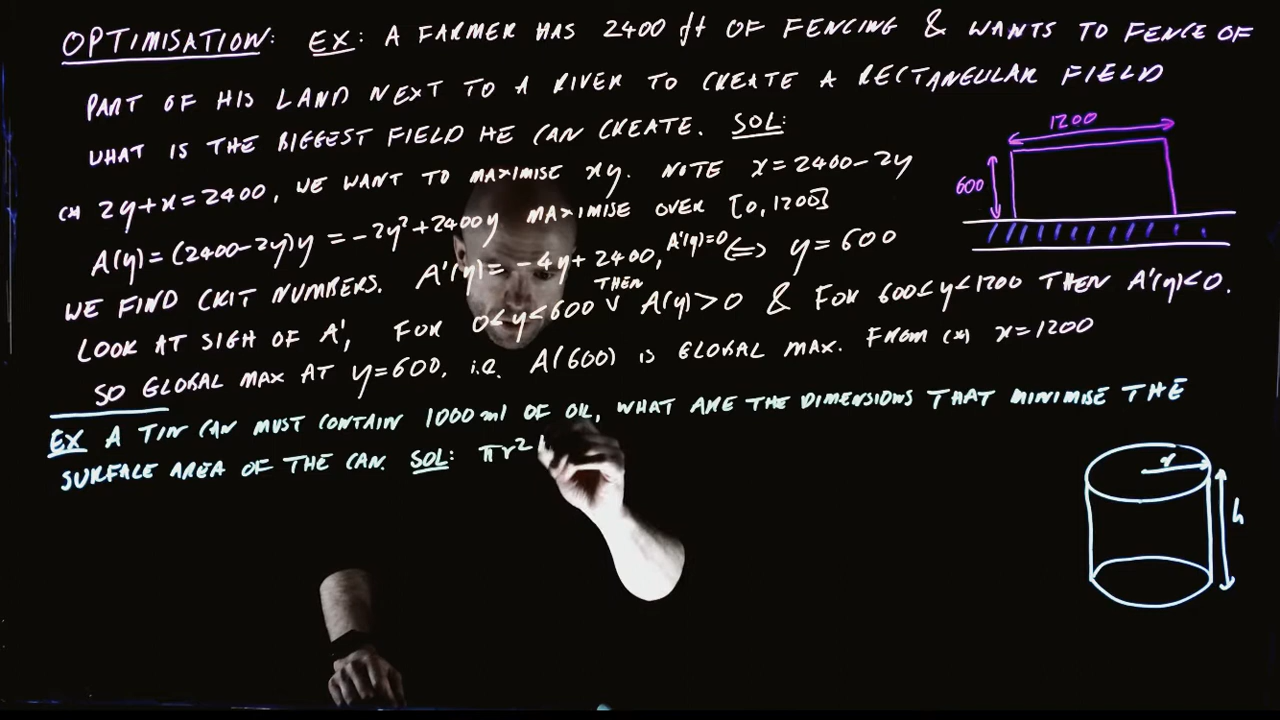 OPTIMISATION: EX: A FARMER HAS 2400 ft OF FENCING & WANTS TO FENCE OF
PART OF HIS LAND NEXT TO A RIVER TO CREATE A RECTANGULAR FIELD
WHAT IS THE BIGGEST FIELD HE CAN CREATE. SOL:
(*) 2y+x=2400, WE WANT TO MAXIMISE xy. NOTE x=2400-2y
A(y)=(2400-2y)y=-2y²+2400y MAXIMISE OVER [0,1200]
WE FIND CRIT NUMBERS. A'(y)=-4y+2400, A'(y)=0 ⇔ y=600
LOOK AT SIGN OF A', FOR 0<y<600 THEN A(y)>0 & FOR 600<y<1200 THEN A'(y)<0.
SO GLOBAL MAX AT y=600, i.e. A(600) IS GLOBAL MAX. FROM (*) x=1200
1200
600
EX A TIN CAN MUST CONTAIN 1000ml OF OIL, WHAT ARE THE DIMENSIONS THAT MINIMISE THE
SURFACE AREA OF THE CAN. SOL: πr²
r
h